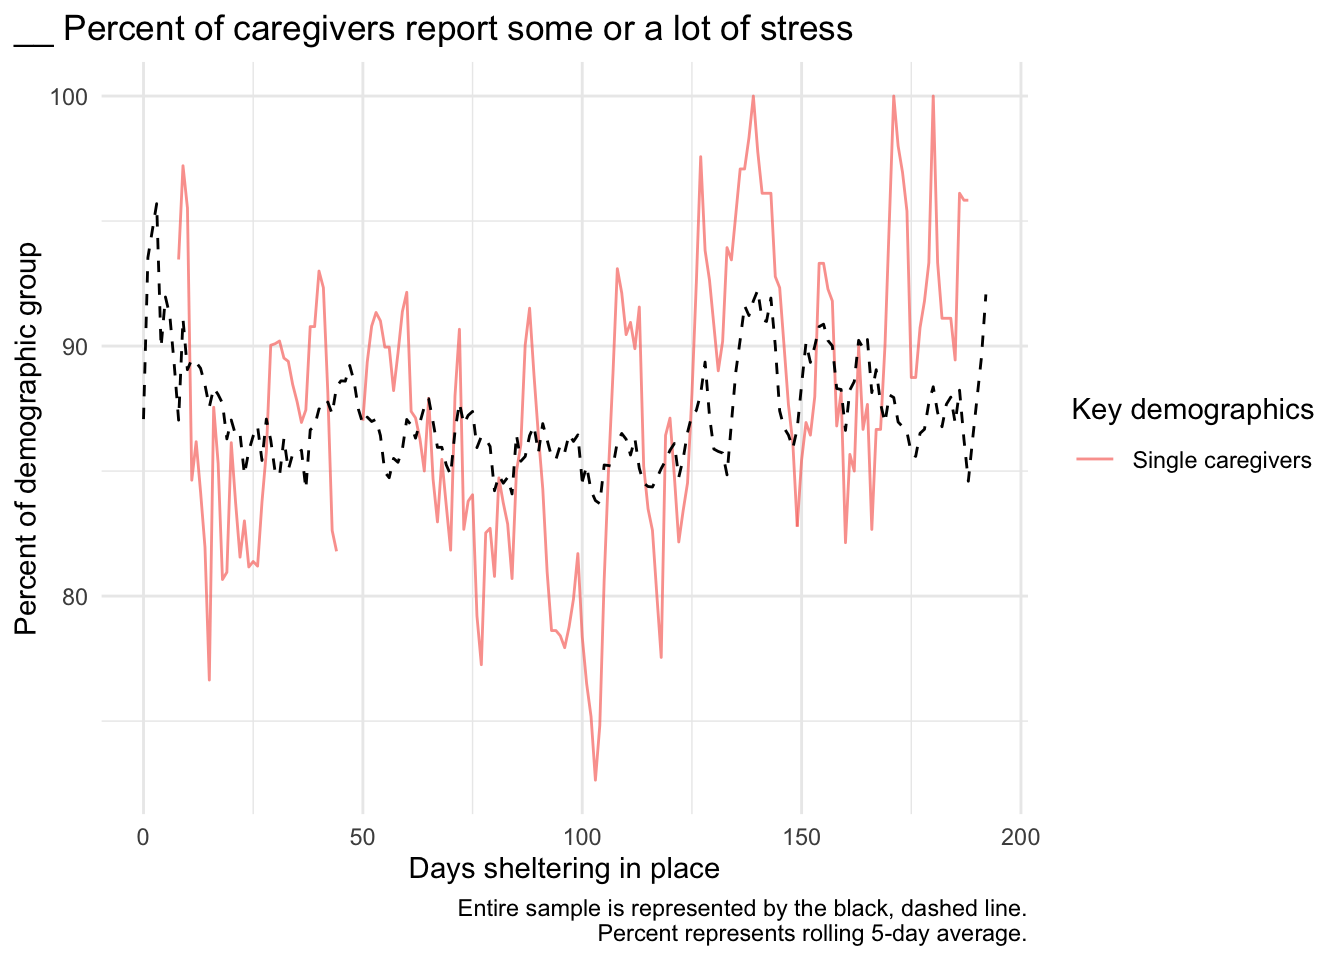 __ Percent of caregivers report some or a lot of stress
100
90
80
Percent of demographic group
0
50
100
150
200
Days sheltering in place
Key demographics
Single caregivers
Entire sample is represented by the black, dashed line.
Percent represents rolling 5-day average.